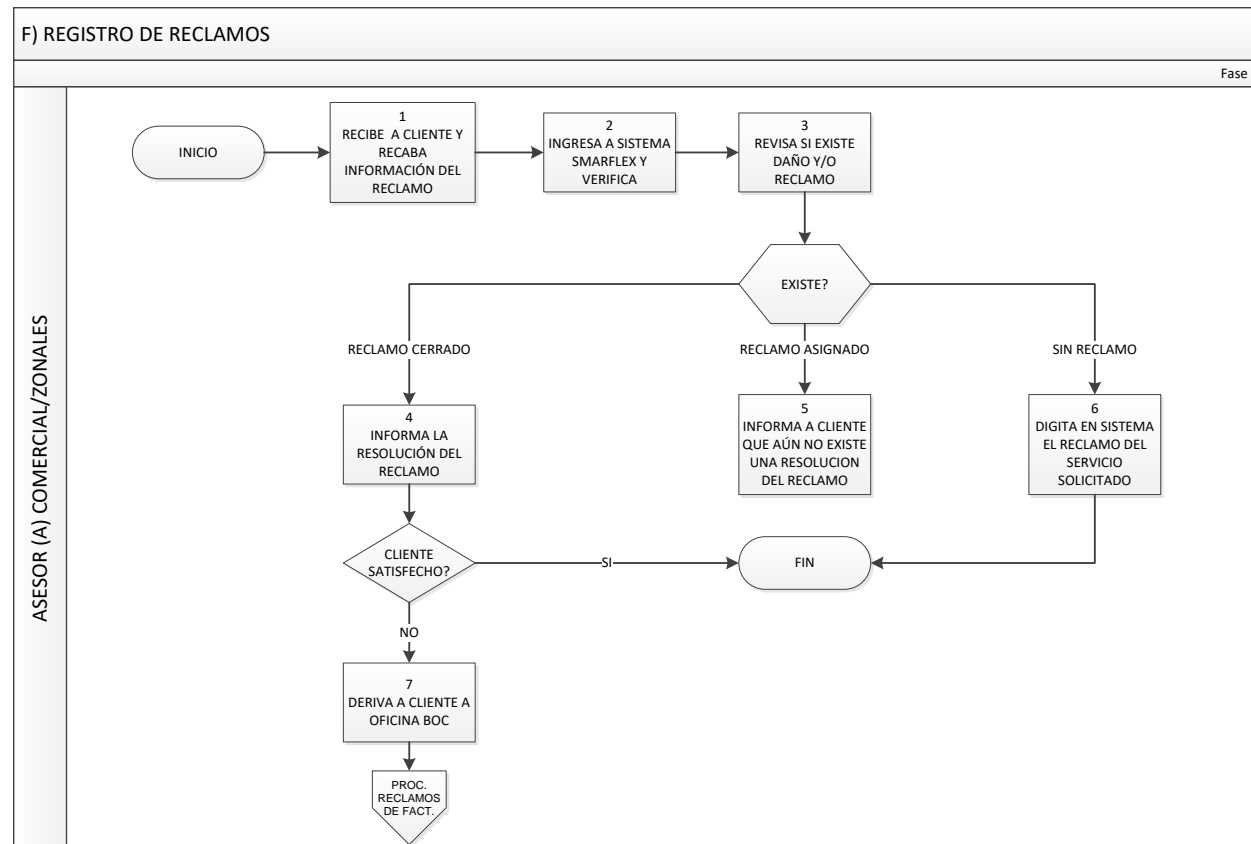 F) REGISTRO DE RECLAMOS
Fase
ASESOR (A) COMERCIAL/ZONALES
INICIO
1
RECIBE A CLIENTE Y
RECABA
INFORMACIÓN DEL
RECLAMO
2
INGRESA A SISTEMA
SMARFLEX Y
VERIFICA
3
REVISA SI EXISTE
DAÑO Y/O
RECLAMO
EXISTE?
RECLAMO CERRADO
RECLAMO ASIGNADO
SIN RECLAMO
4
INFORMA LA
RESOLUCIÓN DEL
RECLAMO
5
INFORMA A CLIENTE
QUE AÚN NO EXISTE
UNA RESOLUCION
DEL RECLAMO
6
DIGITA EN SISTEMA
EL RECLAMO DEL
SERVICIO
SOLICITADO
CLIENTE
SATISFECHO?
SI
FIN
NO
7
DERIVA A CLIENTE A
OFICINA BOC
PROC.
RECLAMOS
DE FACT.